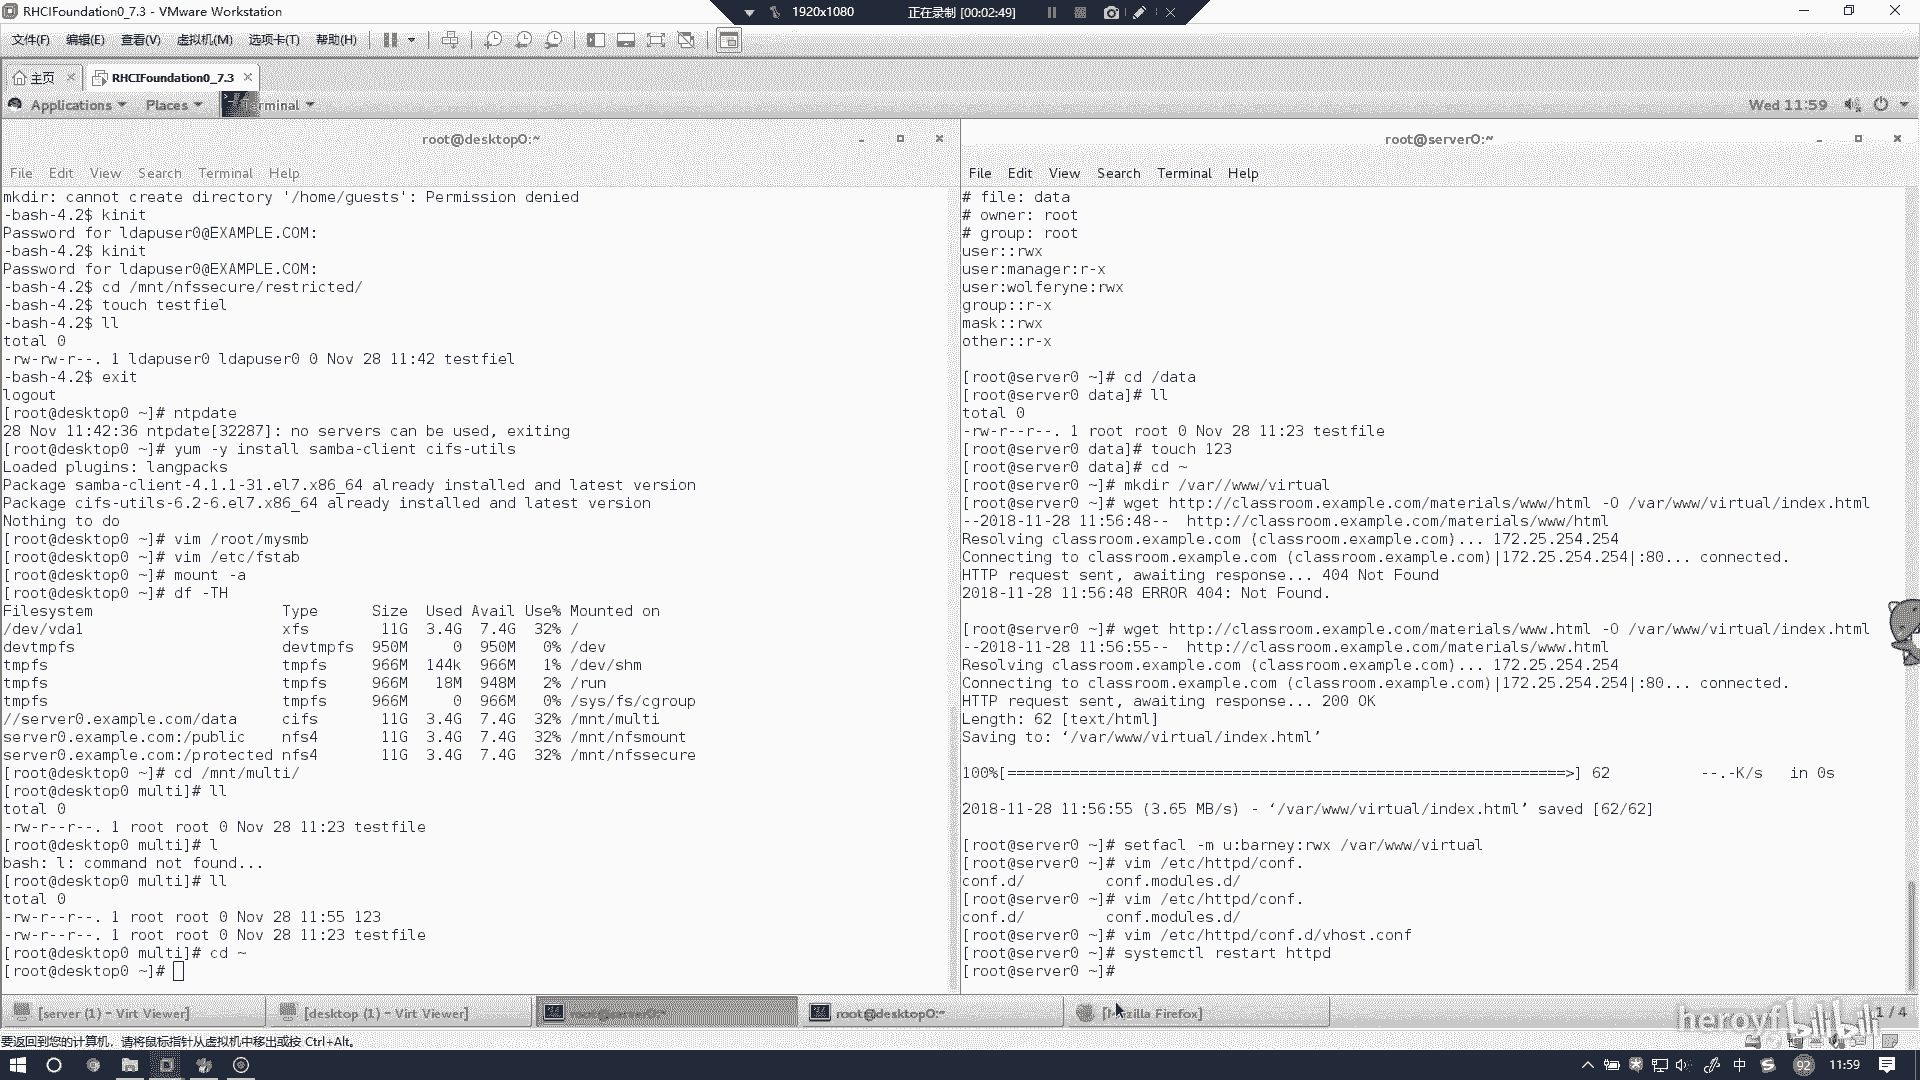 RHCIFoundation0_7.3 - VMware Workstation
1920x1080 正在录制 [00:02:49]
文件(F) 编辑(E) 查看(V) 虚拟机(M) 选项卡(T) 帮助(H)
主页 RHCIFoundation0_7.3
Applications Places Terminal Wed 11:59
root@desktop0:~
File Edit View Search Terminal Help
mkdir: cannot create directory '/home/guests': Permission denied
-bash-4.2$ kinit
Password for ldapuser0@EXAMPLE.COM:
-bash-4.2$ kinit
Password for ldapuser0@EXAMPLE.COM:
-bash-4.2$ cd /mnt/nfssecure/restricted/
-bash-4.2$ touch testfiel
-bash-4.2$ ll
total 0
-rw-rw-r--. 1 ldapuser0 ldapuser0 0 Nov 28 11:42 testfiel
-bash-4.2$ exit
logout
[root@desktop0 ~]# ntpdate
28 Nov 11:42:36 ntpdate[32287]: no servers can be used, exiting
[root@desktop0 ~]# yum -y install samba-client cifs-utils
Loaded plugins: langpacks
Package samba-client-4.1.1-31.el7.x86_64 already installed and latest version
Package cifs-utils-6.2-6.el7.x86_64 already installed and latest version
Nothing to do
[root@desktop0 ~]# vim /root/mysmb
[root@desktop0 ~]# vim /etc/fstab
[root@desktop0 ~]# mount -a
[root@desktop0 ~]# df -TH
Filesystem Type Size Used Avail Use% Mounted on
/dev/vda1 xfs 11G 3.4G 7.4G 32% /
devtmpfs devtmpfs 950M 0 950M 0% /dev
tmpfs tmpfs 966M 144k 966M 1% /dev/shm
tmpfs tmpfs 966M 18M 948M 2% /run
tmpfs tmpfs 966M 0 966M 0% /sys/fs/cgroup
//server0.example.com/data cifs 11G 3.4G 7.4G 32% /mnt/multi
server0.example.com:/public nfs4 11G 3.4G 7.4G 32% /mnt/nfsmount
server0.example.com:/protected nfs4 11G 3.4G 7.4G 32% /mnt/nfssecure
[root@desktop0 ~]# cd /mnt/multi/
[root@desktop0 multi]# ll
total 0
-rw-r--r--. 1 root root 0 Nov 28 11:23 testfile
[root@desktop0 multi]# l
bash: l: command not found...
[root@desktop0 multi]# ll
total 0
-rw-r--r--. 1 root root 0 Nov 28 11:55 123
-rw-r--r--. 1 root root 0 Nov 28 11:23 testfile
[root@desktop0 multi]# cd ~
[root@desktop0 ~]#
root@server0:~
File Edit View Search Terminal Help
# file: data
# owner: root
# group: root
user::rwx
user:manager:r-x
user:wolferyne:rwx
group::r-x
mask::rwx
other::r-x
[root@server0 ~]# cd /data
[root@server0 data]# ll
total 0
-rw-r--r--. 1 root root 0 Nov 28 11:23 testfile
[root@server0 data]# touch 123
[root@server0 data]# cd ~
[root@server0 ~]# mkdir /var//www/virtual
[root@server0 ~]# wget http://classroom.example.com/materials/www/html -O /var/www/virtual/index.html
--2018-11-28 11:56:48-- http://classroom.example.com/materials/www/html
Resolving classroom.example.com (classroom.example.com)... 172.25.254.254
Connecting to classroom.example.com (classroom.example.com)|172.25.254.254|:80... connected.
HTTP request sent, awaiting response... 404 Not Found
2018-11-28 11:56:48 ERROR 404: Not Found.
[root@server0 ~]# wget http://classroom.example.com/materials/www.html -O /var/www/virtual/index.html
--2018-11-28 11:56:55-- http://classroom.example.com/materials/www.html
Resolving classroom.example.com (classroom.example.com)... 172.25.254.254
Connecting to classroom.example.com (classroom.example.com)|172.25.254.254|:80... connected.
HTTP request sent, awaiting response... 200 OK
Length: 62 [text/html]
Saving to: ‘/var/www/virtual/index.html’
100%[==============================================================>] 62 --.-K/s in 0s
2018-11-28 11:56:55 (3.65 MB/s) - ‘/var/www/virtual/index.html’ saved [62/62]
[root@server0 ~]# setfacl -m u:barney:rwx /var/www/virtual
[root@server0 ~]# vim /etc/httpd/conf.
conf.d/ conf.modules.d/
[root@server0 ~]# vim /etc/httpd/conf.
conf.d/ conf.modules.d/
[root@server0 ~]# vim /etc/httpd/conf.d/vhost.conf
[root@server0 ~]# systemctl restart httpd
[root@server0 ~]#
[server (1) - Virt Viewer] [desktop (1) - Virt Viewer] root@server0:~ root@desktop0:~ [Mozilla Firefox] 1 / 4
heroyf bilibili
要返回到您的计算机，请将鼠标指针从虚拟机中移出或按 Ctrl+Alt。
中 92 11:59